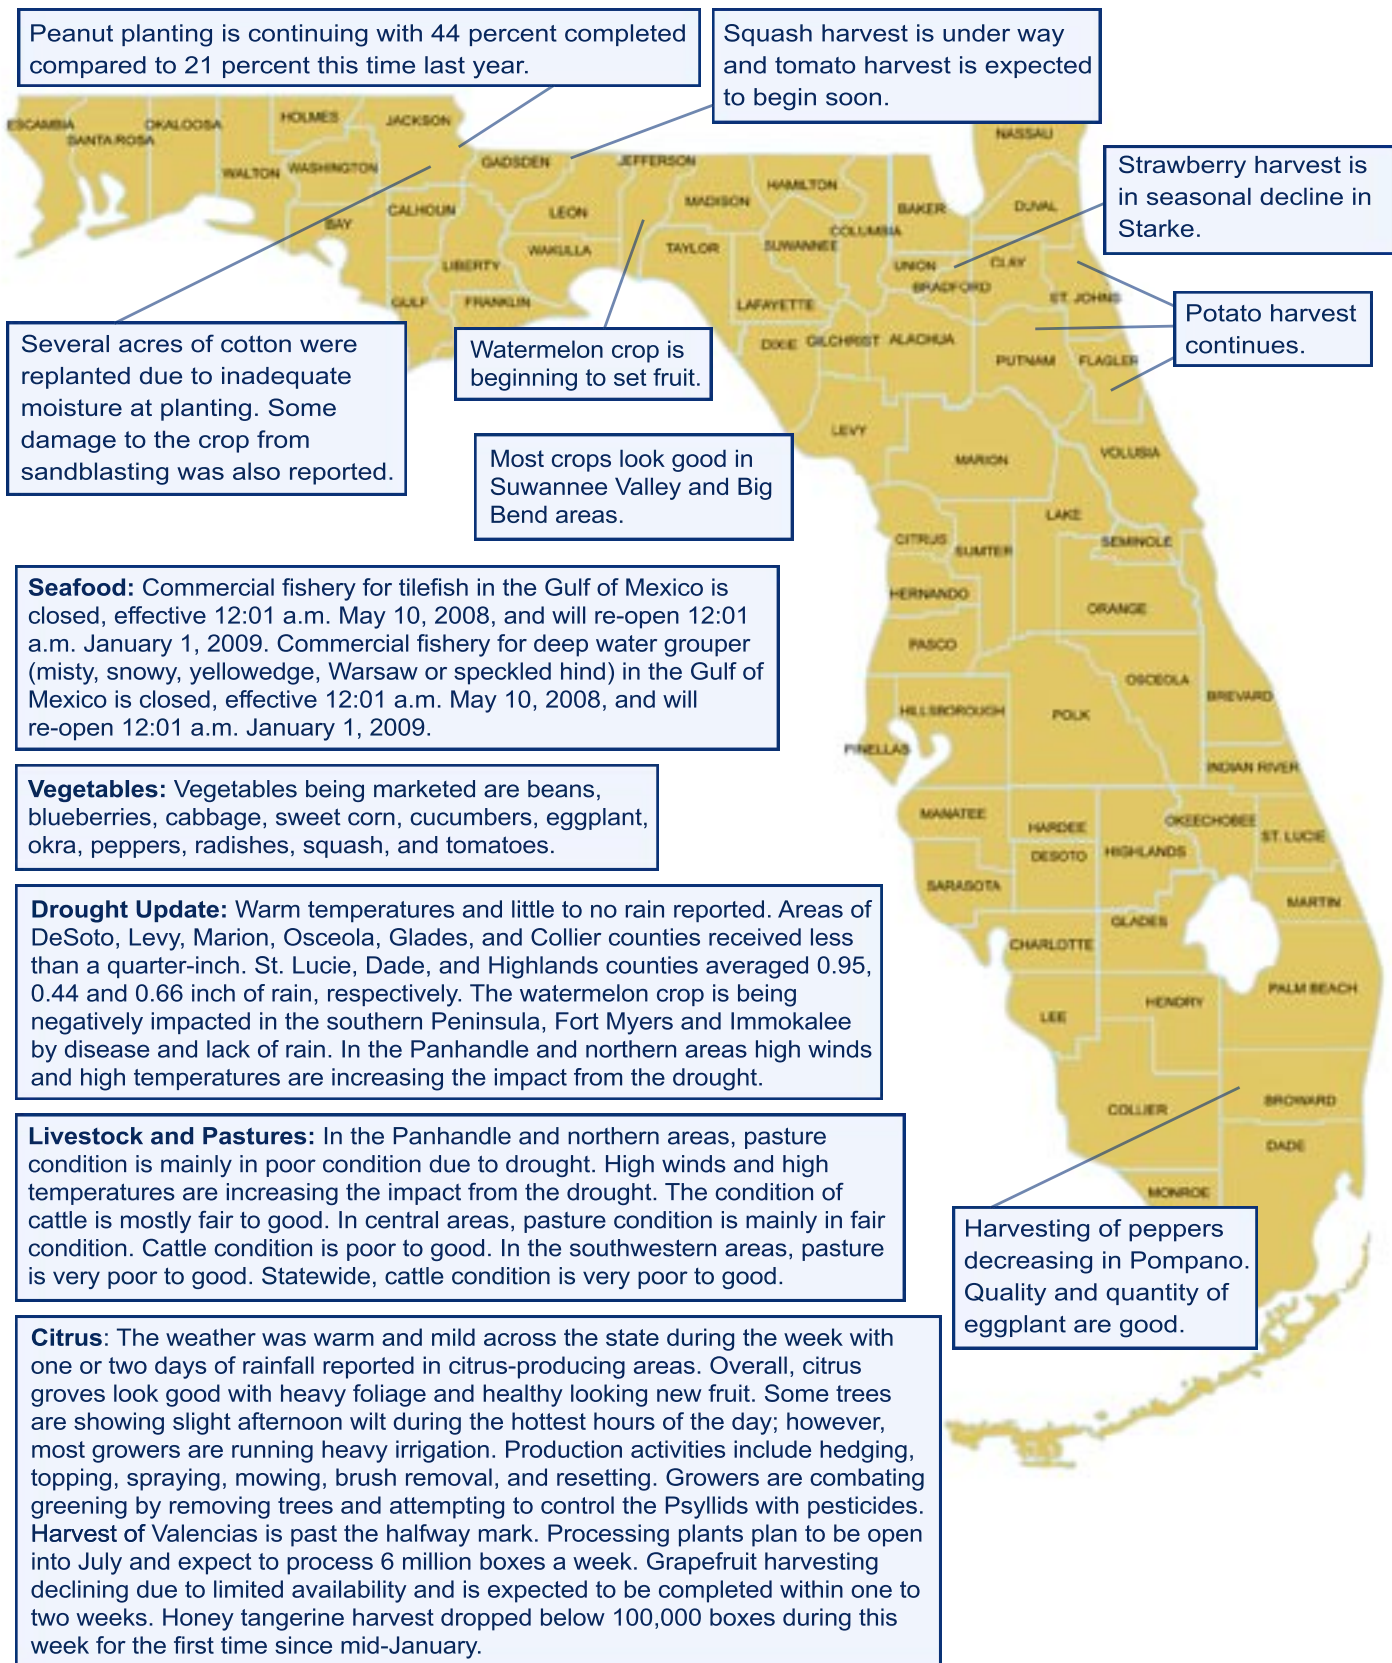 Peanut planting is continuing with 44 percent completed
compared to 21 percent this time last year.
Squash harvest is under way
and tomato harvest is expected
to begin soon.
Strawberry harvest is
in seasonal decline in
Starke.
Potato harvest
continues.
Several acres of cotton were
replanted due to inadequate
moisture at planting. Some
damage to the crop from
sandblasting was also reported.
Watermelon crop is
beginning to set fruit.
Most crops look good in
Suwannee Valley and Big
Bend areas.
ESCAMBIA
SANTA ROSA
OKALOOSA
HOLMES
JACKSON
WALTON
WASHINGTON
BAY
CALHOUN
GADSDEN
LEON
LIBERTY
GULF
FRANKLIN
WAKULLA
JEFFERSON
MADISON
TAYLOR
HAMILTON
SUWANNEE
COLUMBIA
BAKER
NASSAU
DUVAL
UNION
BRADFORD
CLAY
ST. JOHNS
LAFAYETTE
DIXIE
GILCHRIST
ALACHUA
PUTNAM
FLAGLER
LEVY
MARION
VOLUSIA
CITRUS
SUMTER
LAKE
SEMINOLE
HERNANDO
ORANGE
PASCO
OSCEOLA
BREVARD
HILLSBOROUGH
POLK
PINELLAS
INDIAN RIVER
MANATEE
HARDEE
OKEECHOBEE
ST. LUCIE
DESOTO
HIGHLANDS
SARASOTA
MARTIN
GLADES
CHARLOTTE
PALM BEACH
HENDRY
LEE
COLLIER
BROWARD
DADE
MONROE
Seafood: Commercial fishery for tilefish in the Gulf of Mexico is
closed, effective 12:01 a.m. May 10, 2008, and will re-open 12:01
a.m. January 1, 2009. Commercial fishery for deep water grouper
(misty, snowy, yellowedge, Warsaw or speckled hind) in the Gulf of
Mexico is closed, effective 12:01 a.m. May 10, 2008, and will
re-open 12:01 a.m. January 1, 2009.
Vegetables: Vegetables being marketed are beans,
blueberries, cabbage, sweet corn, cucumbers, eggplant,
okra, peppers, radishes, squash, and tomatoes.
Drought Update: Warm temperatures and little to no rain reported. Areas of
DeSoto, Levy, Marion, Osceola, Glades, and Collier counties received less
than a quarter-inch. St. Lucie, Dade, and Highlands counties averaged 0.95,
0.44 and 0.66 inch of rain, respectively. The watermelon crop is being
negatively impacted in the southern Peninsula, Fort Myers and Immokalee
by disease and lack of rain. In the Panhandle and northern areas high winds
and high temperatures are increasing the impact from the drought.
Livestock and Pastures: In the Panhandle and northern areas, pasture
condition is mainly in poor condition due to drought. High winds and high
temperatures are increasing the impact from the drought. The condition of
cattle is mostly fair to good. In central areas, pasture condition is mainly in fair
condition. Cattle condition is poor to good. In the southwestern areas, pasture
is very poor to good. Statewide, cattle condition is very poor to good.
Harvesting of peppers
decreasing in Pompano.
Quality and quantity of
eggplant are good.
Citrus: The weather was warm and mild across the state during the week with
one or two days of rainfall reported in citrus-producing areas. Overall, citrus
groves look good with heavy foliage and healthy looking new fruit. Some trees
are showing slight afternoon wilt during the hottest hours of the day; however,
most growers are running heavy irrigation. Production activities include hedging,
topping, spraying, mowing, brush removal, and resetting. Growers are combating
greening by removing trees and attempting to control the Psyllids with pesticides.
Harvest of Valencias is past the halfway mark. Processing plants plan to be open
into July and expect to process 6 million boxes a week. Grapefruit harvesting
declining due to limited availability and is expected to be completed within one to
two weeks. Honey tangerine harvest dropped below 100,000 boxes during this
week for the first time since mid-January.